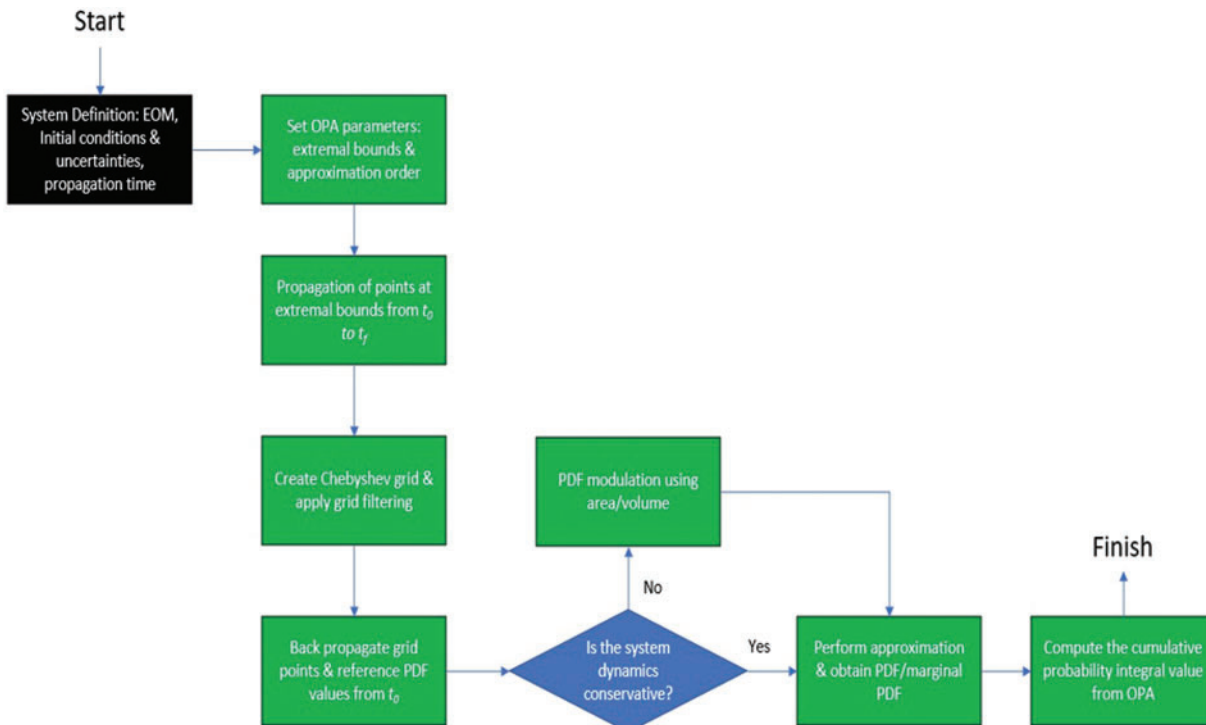 Start
System Definition: EOM,
Initial conditions &
uncertainties,
propagation time
Set OPA parameters:
extremal bounds &
approximation order
Propagation of points at
extremal bounds from t₀
to t_f
Create Chebyshev grid &
apply grid filtering
Back propagate grid
points & reference PDF
values from t₀
Is the system
dynamics
conservative?
No
PDF modulation using
area/volume
Yes
Perform approximation
& obtain PDF/marginal
PDF
Compute the cumulative
probability integral value
from OPA
Finish